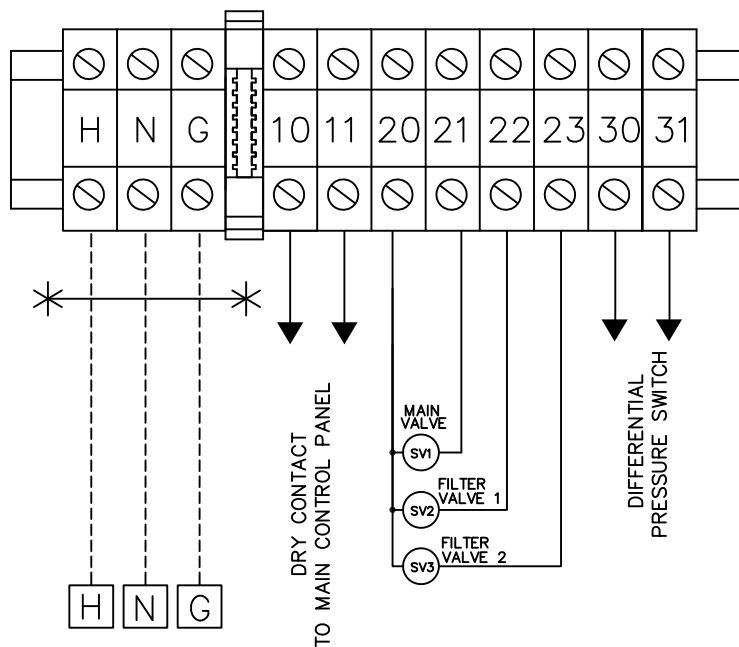 H N G 10 11 20 21 22 23 30 31
MAIN
VALVE
SV1
FILTER
VALVE 1
SV2
FILTER
VALVE 2
SV3
DRY CONTACT
TO MAIN CONTROL PANEL
DIFFERENTIAL
PRESSURE SWITCH
H N G